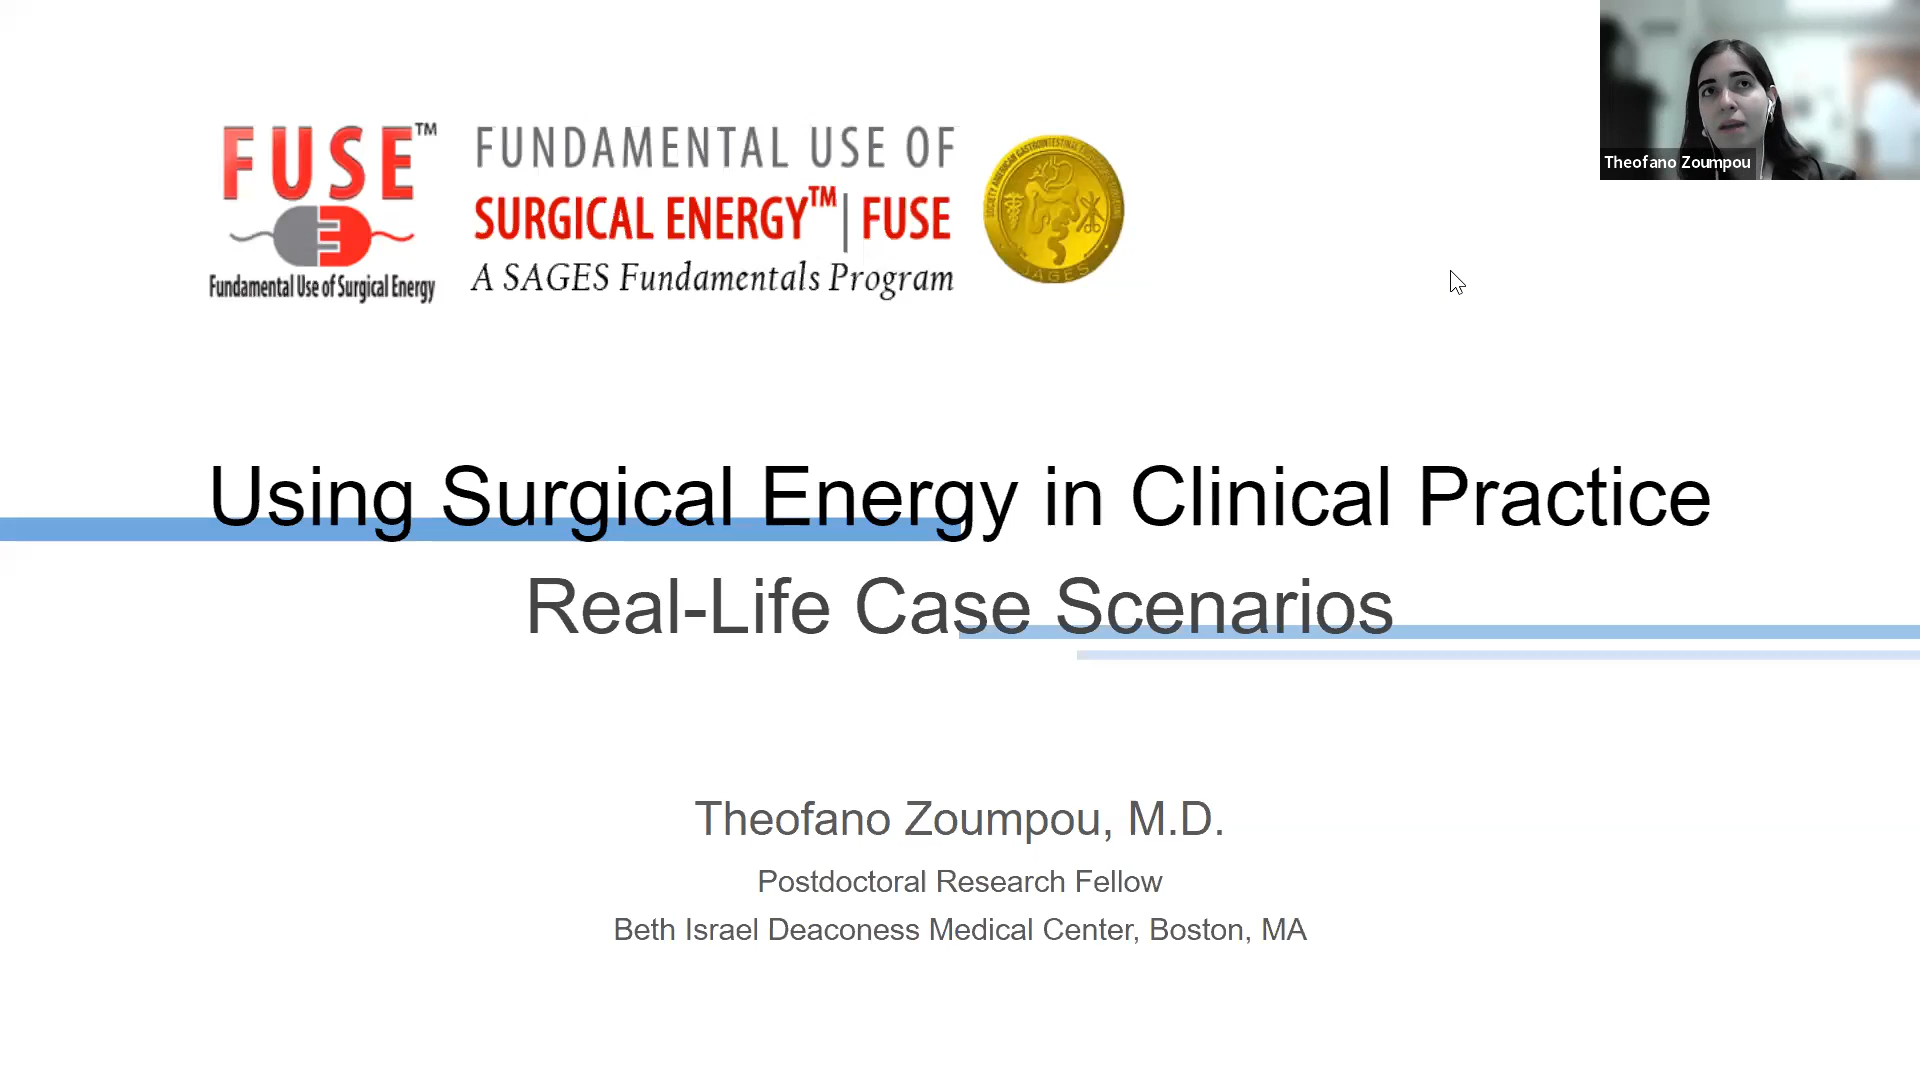 FUSE™
Fundamental Use of Surgical Energy
FUNDAMENTAL USE OF
SURGICAL ENERGY™ | FUSE
A SAGES Fundamentals Program
SAGES
Theofano Zoumpou
Using Surgical Energy in Clinical Practice
Real-Life Case Scenarios
Theofano Zoumpou, M.D.
Postdoctoral Research Fellow
Beth Israel Deaconess Medical Center, Boston, MA